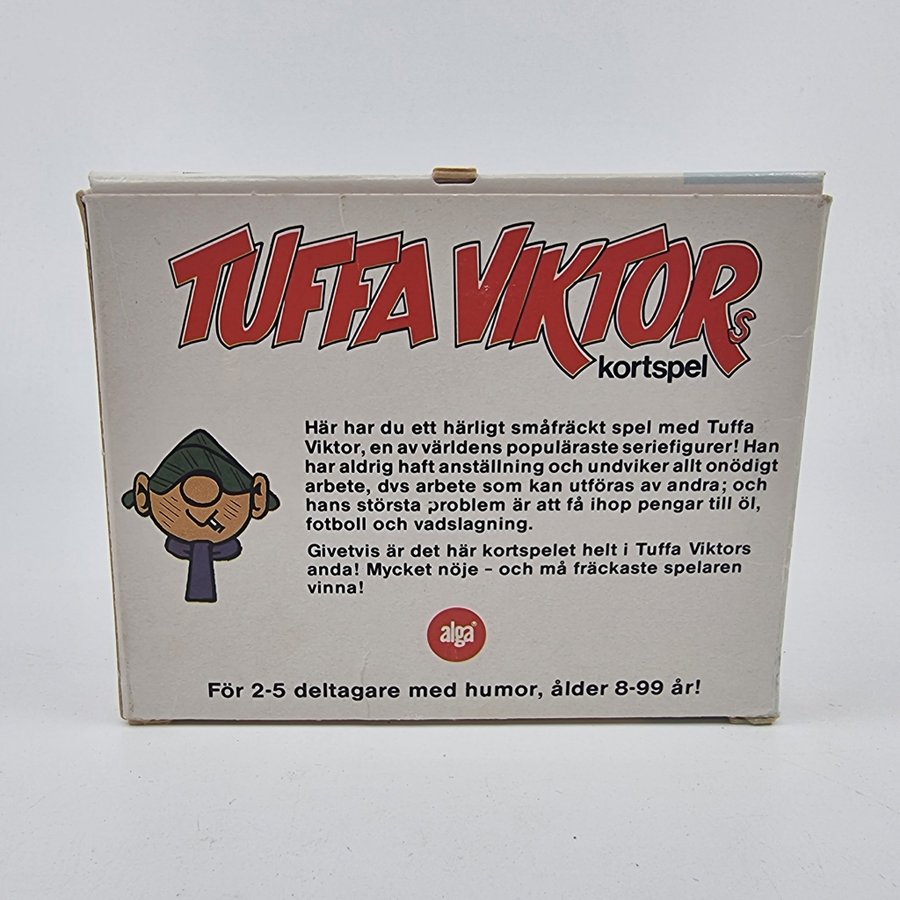 TUFFA VIKTORs
kortspel
Här har du ett härligt småfräckt spel med Tuffa
Viktor, en av världens populäraste seriefigurer! Han
har aldrig haft anställning och undviker allt onödigt
arbete, dvs arbete som kan utföras av andra; och
hans största problem är att få ihop pengar till öl,
fotboll och vadslagning.
Givetvis är det här kortspelet helt i Tuffa Viktors
anda! Mycket nöje – och må fräckaste spelaren
vinna!
alga®
För 2-5 deltagare med humor, ålder 8-99 år!